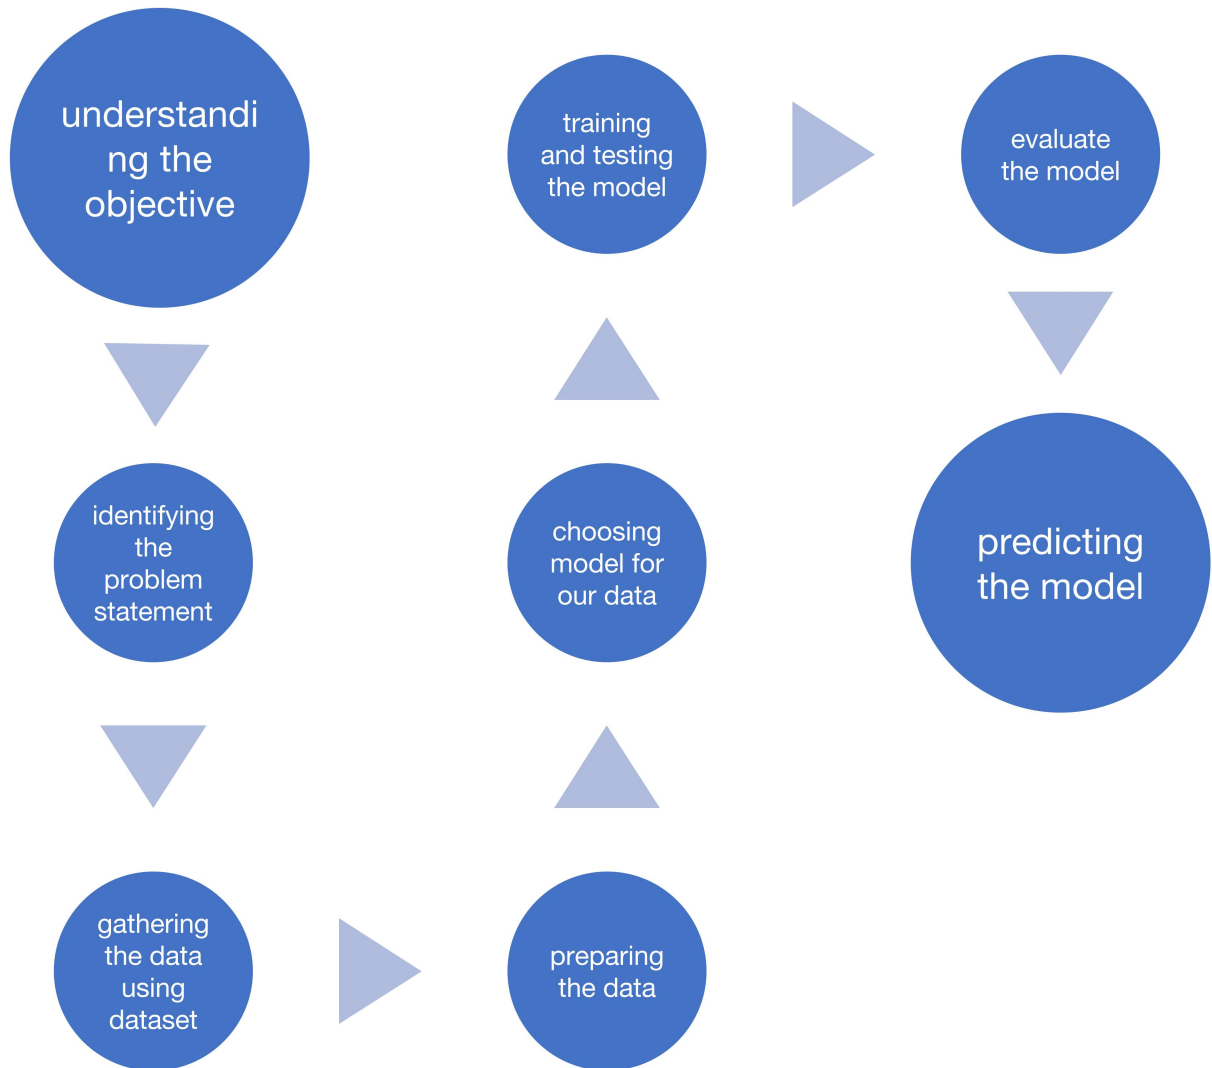 understandi
ng the
objective
identifying
the
problem
statement
gathering
the data
using
dataset
preparing
the data
choosing
model for
our data
training
and testing
the model
evaluate
the model
predicting
the model